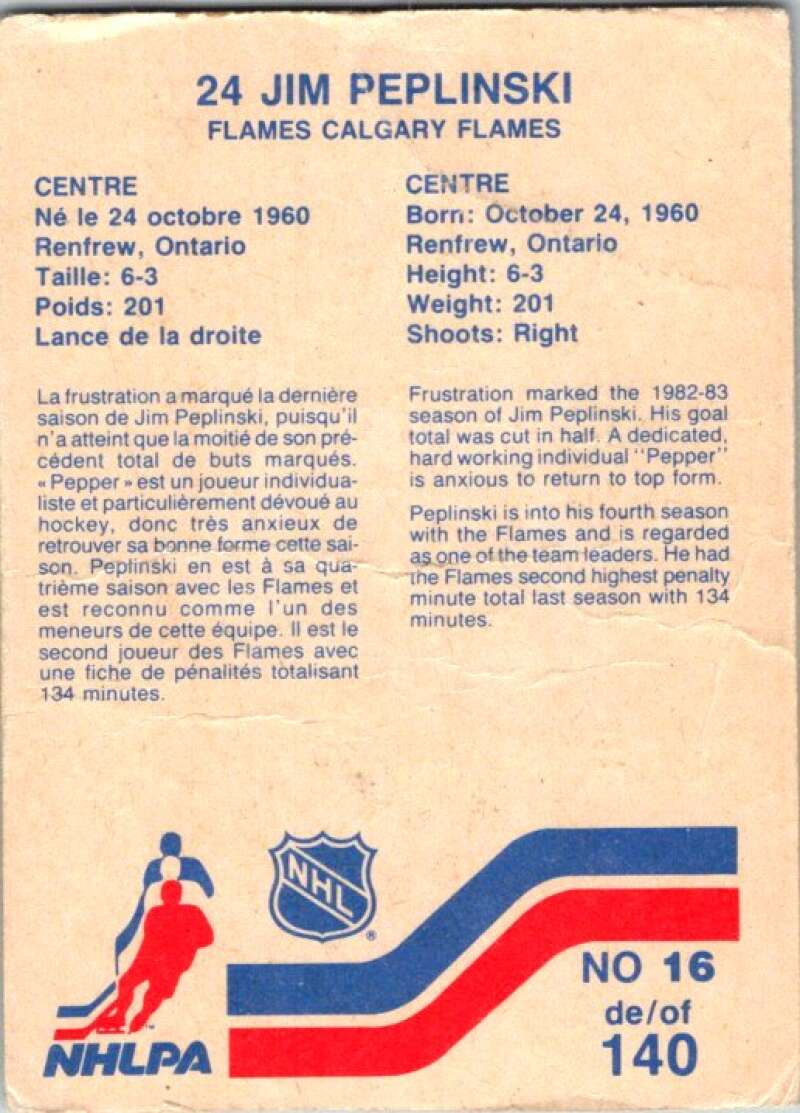 24 JIM PEPLINSKI
FLAMES CALGARY FLAMES
CENTRE
Né le 24 octobre 1960
Renfrew, Ontario
Taille: 6-3
Poids: 201
Lance de la droite
La frustration a marqué la dernière
saison de Jim Peplinski, puisqu'il
n'a atteint que la moitié de son pré-
cédent total de buts marqués.
« Pepper » est un joueur individua-
liste et particulièrement dévoué au
hockey, donc très anxieux de
retrouver sa bonne forme cette sai-
son. Peplinski en est à sa qua-
trième saison avec les Flames et
est reconnu comme l'un des
meneurs de cette équipe. Il est le
second joueur des Flames avec
une fiche de pénalités totalisant
134 minutes.
CENTRE
Born: October 24, 1960
Renfrew, Ontario
Height: 6-3
Weight: 201
Shoots: Right
Frustration marked the 1982-83
season of Jim Peplinski. His goal
total was cut in half. A dedicated,
hard working individual "Pepper"
is anxious to return to top form.
Peplinski is into his fourth season
with the Flames and is regarded
as one of the team leaders. He had
the Flames second highest penalty
minute total last season with 134
minutes.
NHL
®
™
NHLPA
NO 16
de/of
140